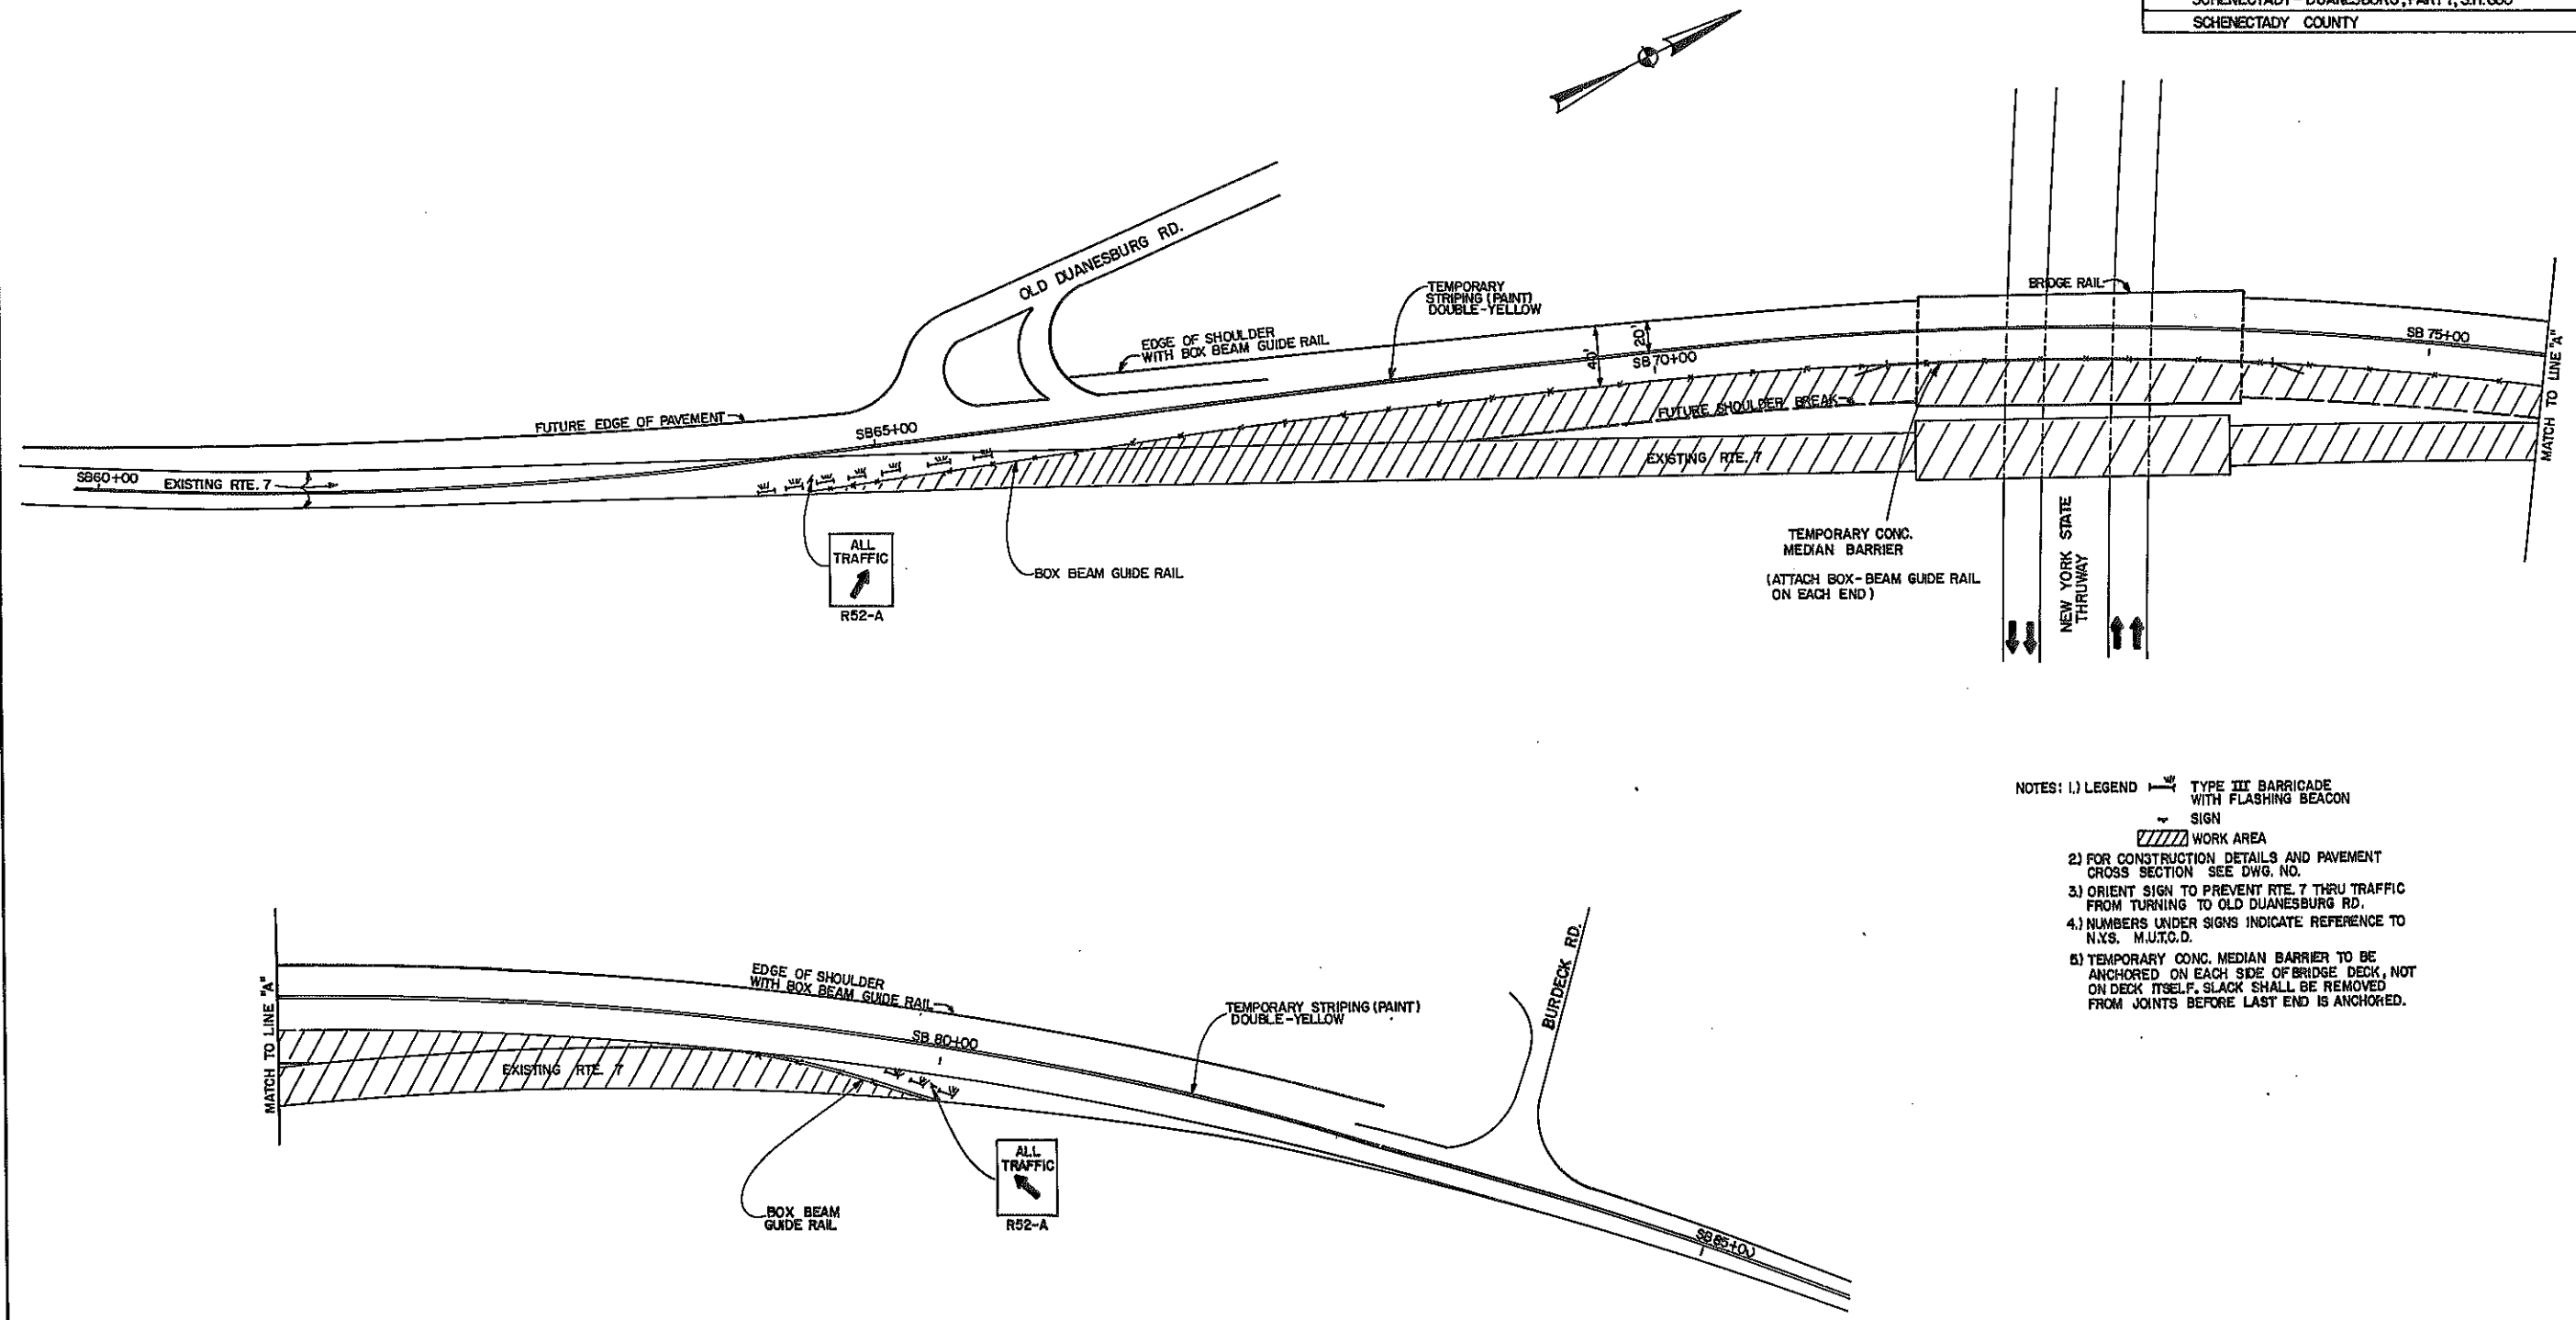 SCHENECTADY COUNTY
OLD DUANESBURG RD.
TEMPORARY
STRIPING (PAINT)
DOUBLE-YELLOW
BRIDGE RAIL
EDGE OF SHOULDER
WITH BOX BEAM GUIDE RAIL
40'
20'
SB 70+00
SB 75+00
MATCH TO LINE "A"
FUTURE EDGE OF PAVEMENT
SB65+00
FUTURE SHOULDER BREAK
SB60+00
EXISTING RTE. 7
EXISTING RTE. 7
ALL
TRAFFIC
R52-A
BOX BEAM GUIDE RAIL
TEMPORARY CONC.
MEDIAN BARRIER
(ATTACH BOX-BEAM GUIDE RAIL
ON EACH END)
NEW YORK STATE
THRUWAY
NOTES: 1.) LEGEND
TYPE III BARRICADE
WITH FLASHING BEACON
SIGN
WORK AREA
2.) FOR CONSTRUCTION DETAILS AND PAVEMENT
CROSS SECTION SEE DWG. NO.
3.) ORIENT SIGN TO PREVENT RTE. 7 THRU TRAFFIC
FROM TURNING TO OLD DUANESBURG RD.
4.) NUMBERS UNDER SIGNS INDICATE REFERENCE TO
N.Y.S. M.U.T.C.D.
5.) TEMPORARY CONC. MEDIAN BARRIER TO BE
ANCHORED ON EACH SIDE OF BRIDGE DECK, NOT
ON DECK ITSELF. SLACK SHALL BE REMOVED
FROM JOINTS BEFORE LAST END IS ANCHORED.
MATCH TO LINE "A"
EDGE OF SHOULDER
WITH BOX BEAM GUIDE RAIL
TEMPORARY STRIPING (PAINT)
DOUBLE-YELLOW
BURDECK RD.
SB 80+00
EXISTING RTE. 7
ALL
TRAFFIC
R52-A
BOX BEAM
GUIDE RAIL
SB85+00